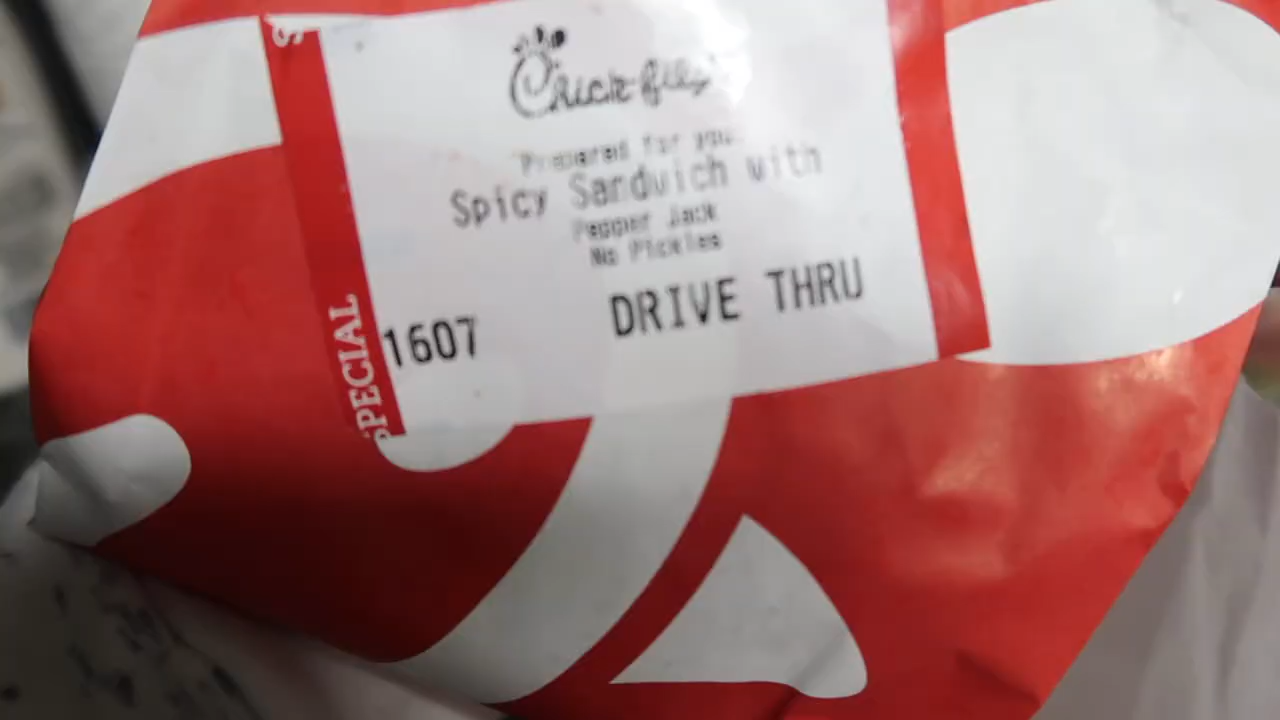 Chick-fil-A
Prepared for you:
Spicy Sandwich with
Pepper Jack
No Pickles
1607 DRIVE THRU
SPECIAL